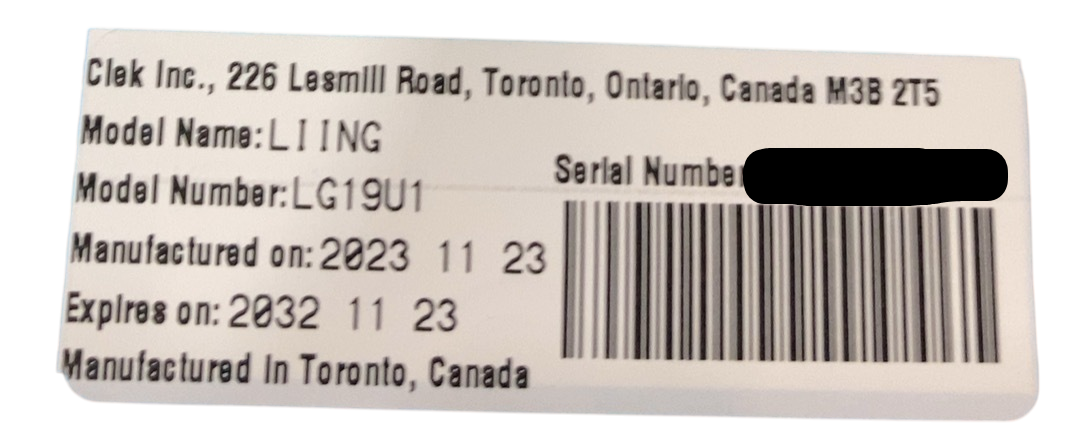 Clek Inc., 226 Lesmill Road, Toronto, Ontario, Canada M3B 2T5
Model Name:LIING
Model Number:LG19U1
Serial Number
Manufactured on:2023 11 23
Expires on: 2032 11 23
Manufactured In Toronto, Canada